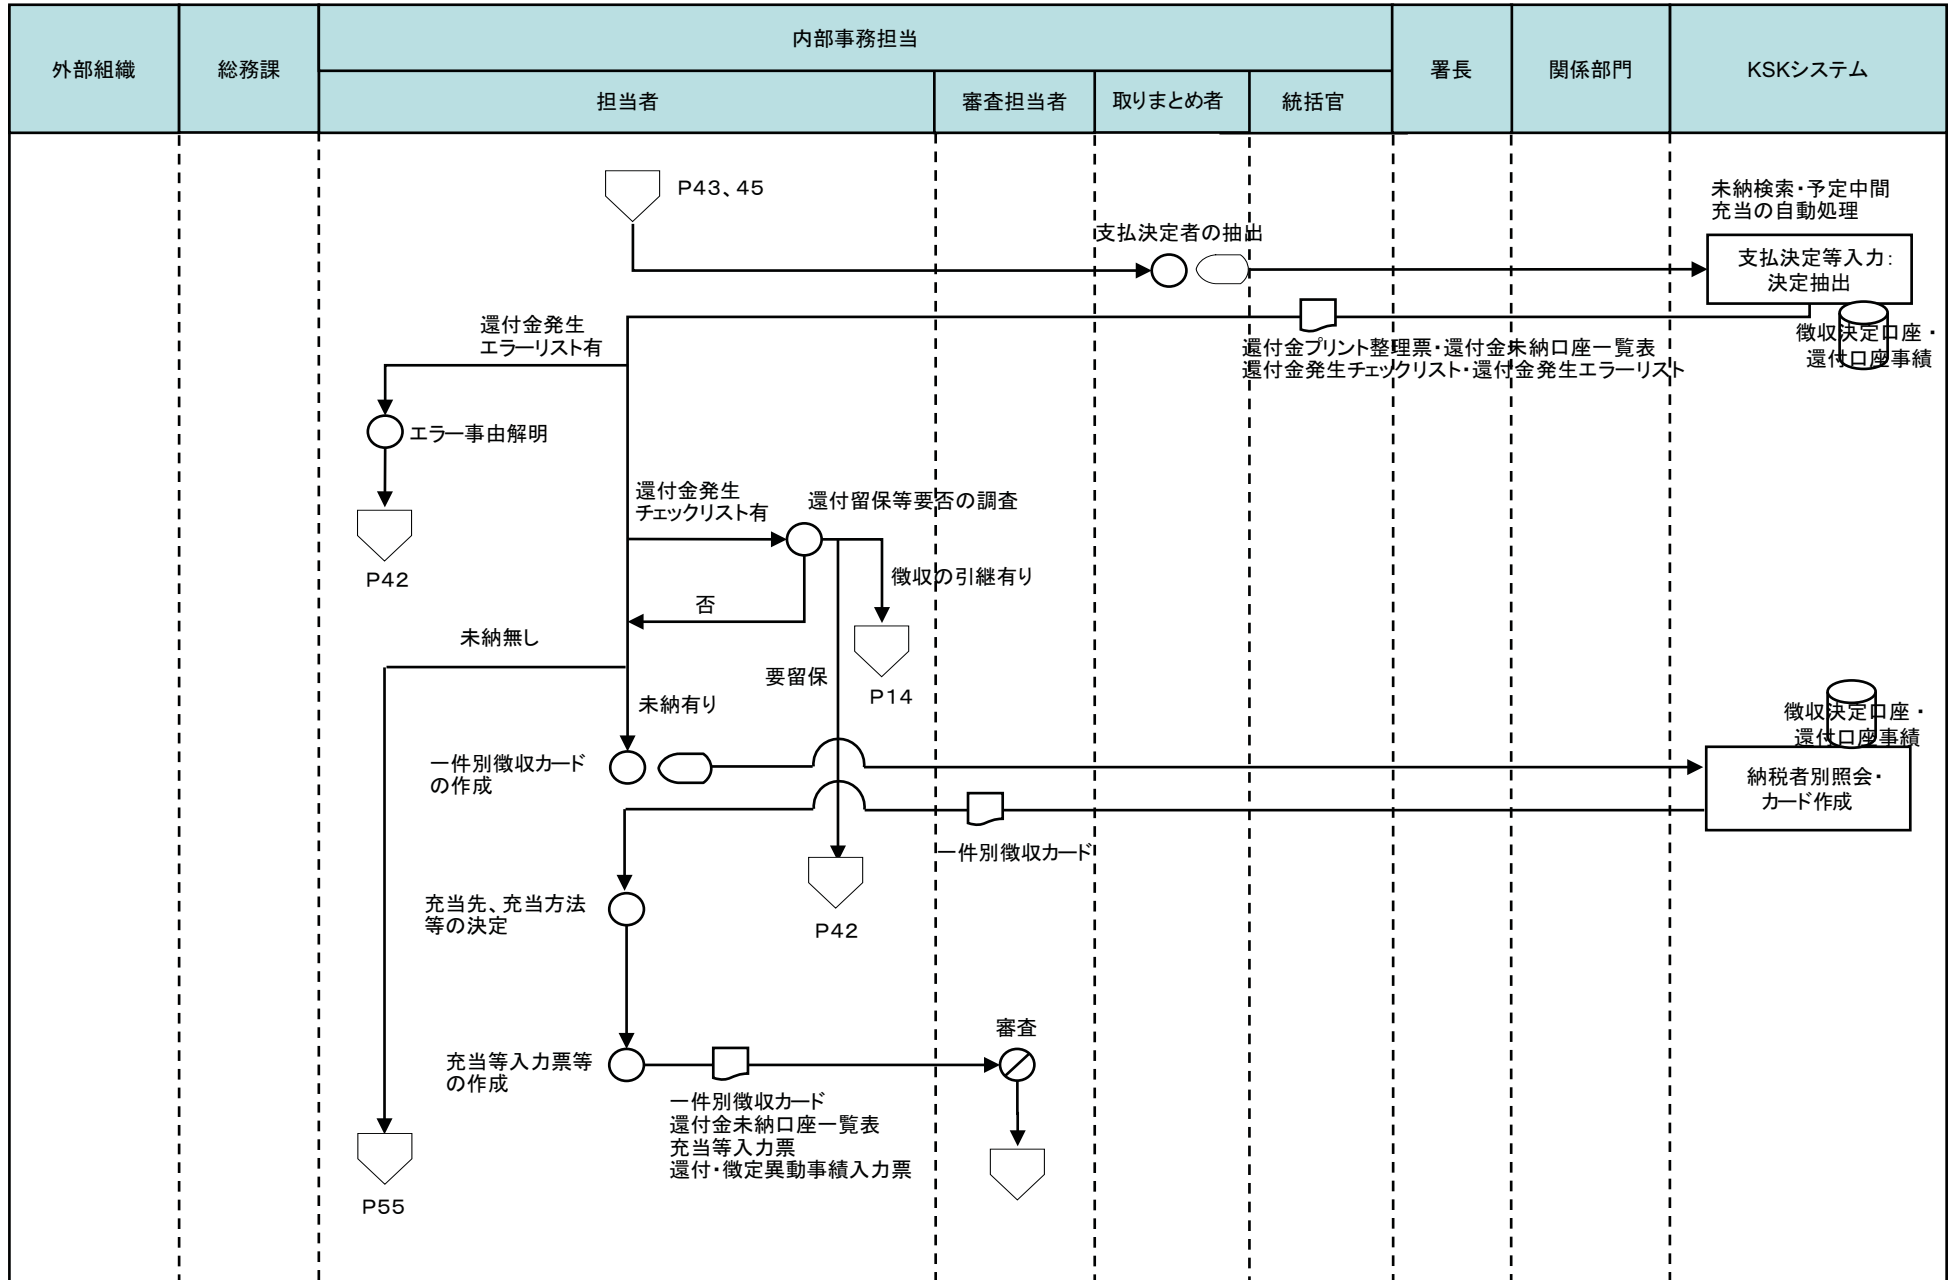 外部組織
総務課
内部事務担当
担当者
審査担当者
取りまとめ者
統括官
署長
関係部門
KSKシステム
P43、45
支払決定者の抽出
未納検索・予定中間
充当の自動処理
支払決定等入力：
決定抽出
徴収決定口座・
還付口座事績
還付金プリント整理票・還付金未納口座一覧表
還付金発生チェックリスト・還付金発生エラーリスト
還付金発生
エラーリスト有
エラー事由解明
P42
還付金発生
チェックリスト有
還付留保等要否の調査
徴収の引継有り
否
P14
未納無し
要留保
未納有り
徴収決定口座・
還付口座事績
一件別徴収カード
の作成
納税者別照会・
カード作成
一件別徴収カード
P42
充当先、充当方法
等の決定
審査
充当等入力票等
の作成
一件別徴収カード
還付金未納口座一覧表
充当等入力票
還付・徴定異動事績入力票
P55